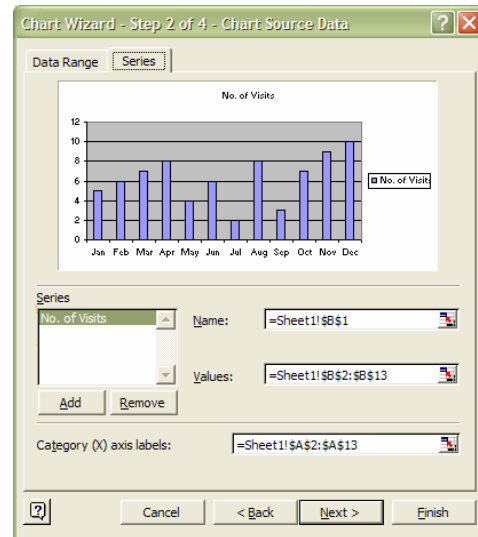 Chart Wizard - Step 2 of 4 - Chart Source Data
Data Range Series
No. of Visits
12
10
8
6
4
2
0
Jan Feb Mar Apr May Jun Jul Aug Sep Oct Nov Dec
No. of Visits
Series
No. of Visits
Name: =Sheet1!$B$1
Values: =Sheet1!$B$2:$B$13
Add Remove
Category (X) axis labels: =Sheet1!$A$2:$A$13
Cancel < Back Next > Finish